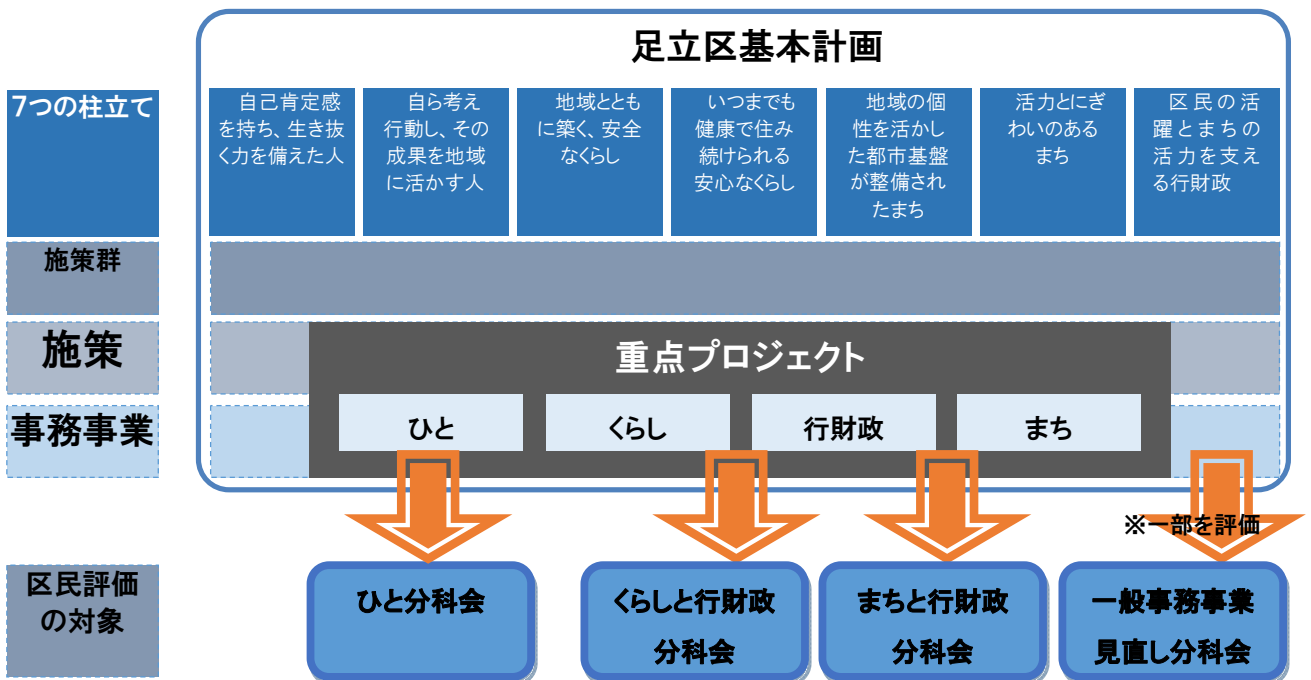 足立区基本計画
7つの柱立て
自己肯定感
を持ち、生き抜
く力を備えた人
自ら考え
行動し、その
成果を地域
に活かす人
地域ととも
に築く、安全
なくらし
いつまでも
健康で住み
続けられる
安心なくらし
地域の個
性を活かし
た都市基盤
が整備され
たまち
活力とにぎ
わいのある
まち
区民の活
躍とまちの
活力を支え
る行財政
施策群
施策
重点プロジェクト
事務事業
ひと
くらし
行財政
まち
※一部を評価
区民評価
の対象
ひと分科会
くらしと行財政
分科会
まちと行財政
分科会
一般事務事業
見直し分科会